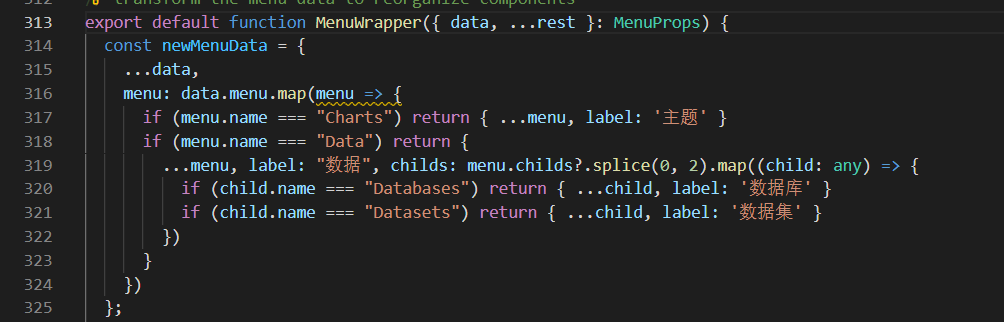 312 // transform the menu data to reorganize components
313 export default function MenuWrapper({ data, ...rest }: MenuProps) {
314   const newMenuData = {
315     ...data,
316     menu: data.menu.map(menu => {
317       if (menu.name === "Charts") return { ...menu, label: '主题' }
318       if (menu.name === "Data") return {
319         ...menu, label: "数据", childs: menu.childs?.splice(0, 2).map((child: any) => {
320           if (child.name === "Databases") return { ...child, label: '数据库' }
321           if (child.name === "Datasets") return { ...child, label: '数据集' }
322         })
323       }
324     })
325   };